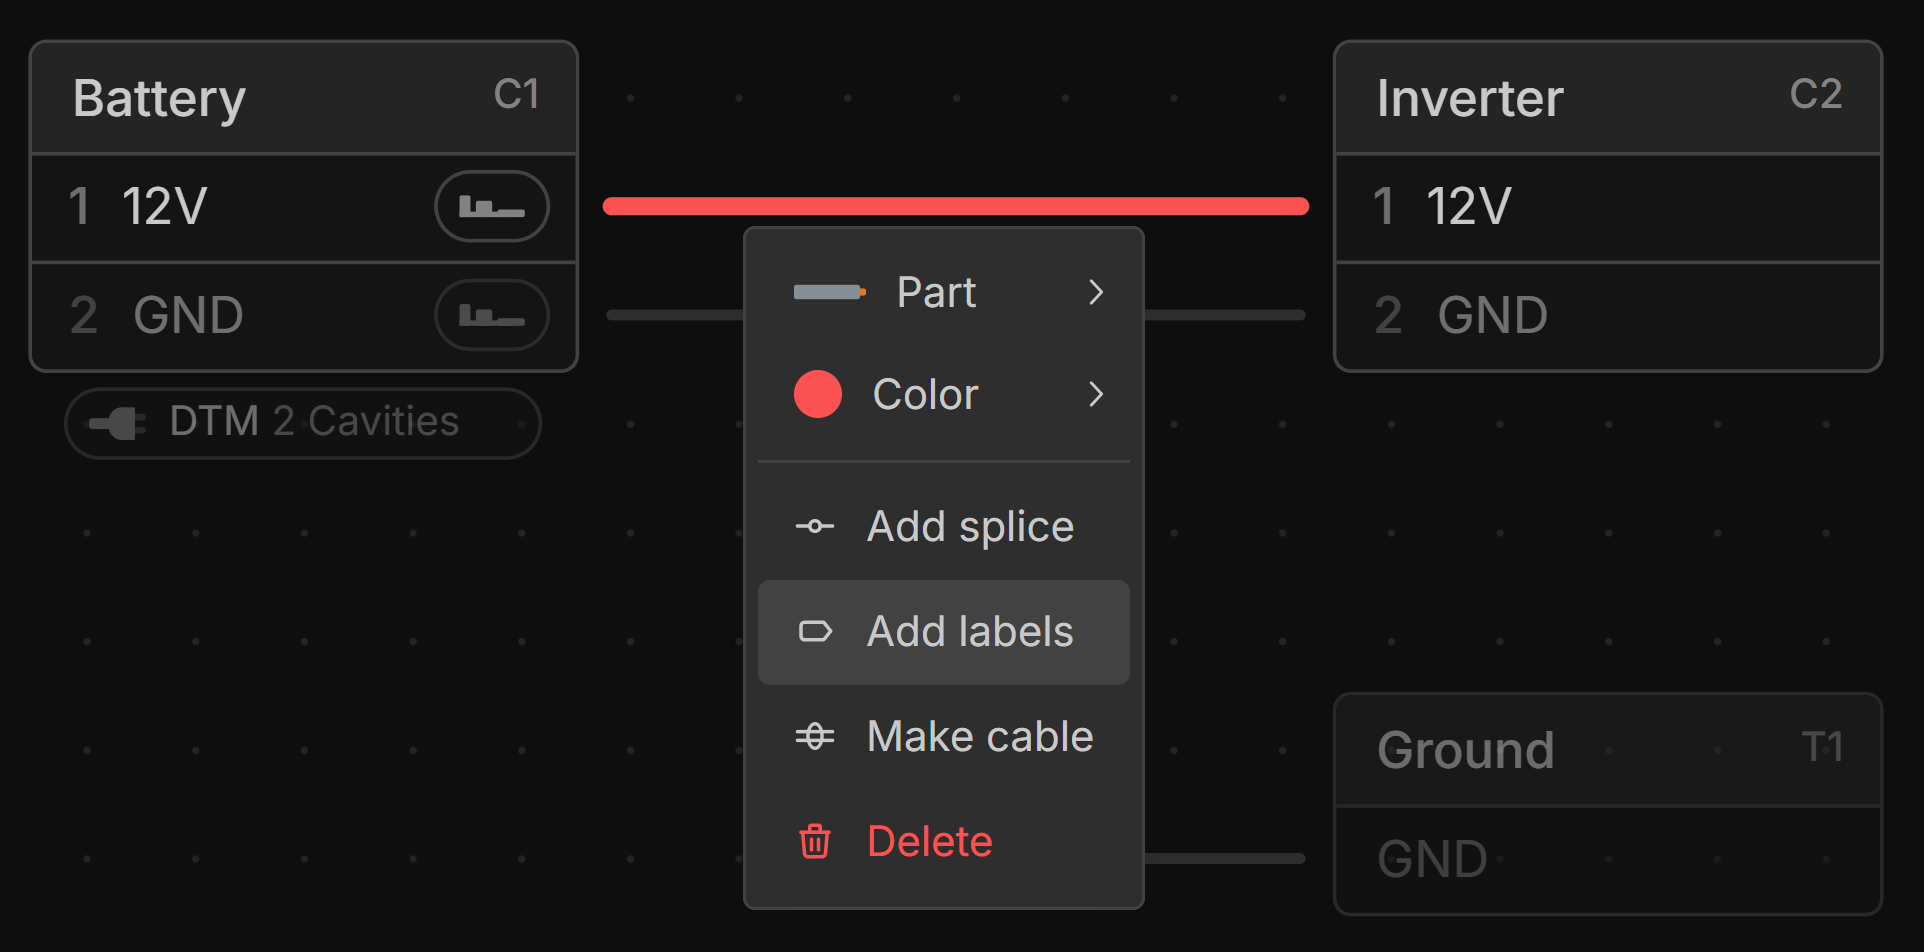 Battery C1
1 12V
2 GND
DTM 2 Cavities
Inverter C2
1 12V
2 GND
Part
Color
Add splice
Add labels
Make cable
Delete
Ground T1
GND